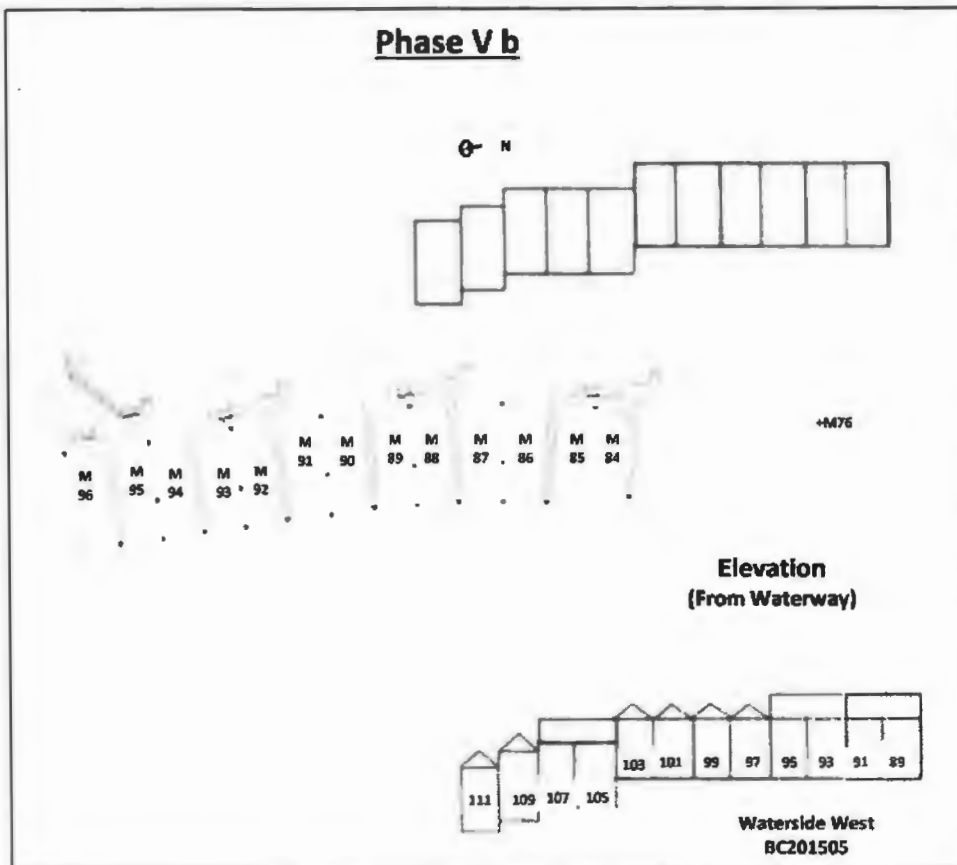 Phase V b
N
+M76
M M M M M M M M
91 90 89 88 87 86 85 84
M M M M M
96 95 94 93 92
Elevation
(From Waterway)
103 101 99 97 95 93 91 89
111 109 107 105
Waterside West
BC201505